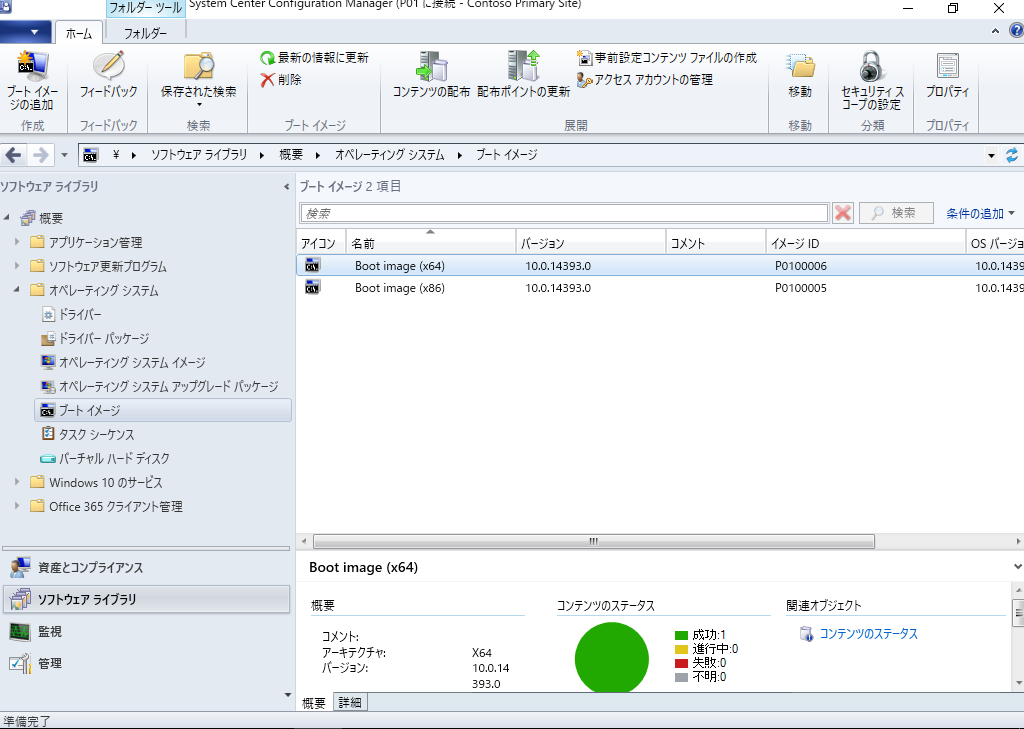 フォルダー ツール
System Center Configuration Manager (P01 に接続 - Contoso Primary Site)
ホーム
フォルダー
ブート イメー
ジの追加
フィードバック
保存された検索
最新の情報に更新
削除
コンテンツの配布
配布ポイントの更新
事前設定コンテンツ ファイルの作成
アクセス アカウントの管理
移動
セキュリティ ス
コープの設定
プロパティ
作成
フィードバック
検索
ブート イメージ
展開
移動
分類
プロパティ
¥ ソフトウェア ライブラリ 概要 オペレーティング システム ブート イメージ
ソフトウェア ライブラリ
概要
アプリケーション管理
ソフトウェア更新プログラム
オペレーティング システム
ドライバー
ドライバー パッケージ
オペレーティング システム イメージ
オペレーティング システム アップグレード パッケージ
ブート イメージ
タスク シーケンス
バーチャル ハード ディスク
Windows 10 のサービス
Office 365 クライアント管理
資産とコンプライアンス
ソフトウェア ライブラリ
監視
管理
ブート イメージ 2 項目
検索
検索
条件の追加
アイコン 名前 バージョン コメント イメージ ID OS バージョ
Boot image (x64) 10.0.14393.0 P0100006 10.0.1439
Boot image (x86) 10.0.14393.0 P0100005 10.0.1439
Boot image (x64)
概要
コメント:
アーキテクチャ: X64
バージョン: 10.0.14
393.0
コンテンツのステータス
成功:1
進行中:0
失敗:0
不明:0
関連オブジェクト
コンテンツのステータス
概要
詳細
準備完了